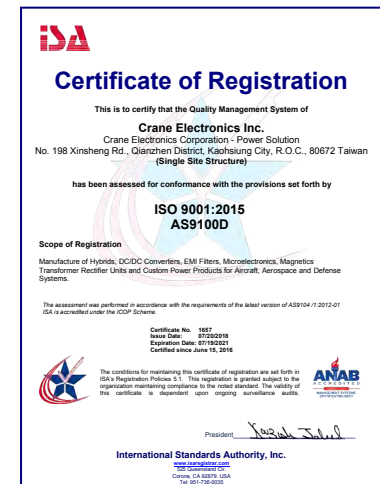 iSA
Certificate of Registration
This is to certify that the Quality Management System of
Crane Electronics Inc.
Crane Electronics Corporation - Power Solution
No. 198 Xinsheng Rd., Qianzhen District, Kaohsiung City, R.O.C., 80672 Taiwan
(Single Site Structure)
has been assessed for conformance with the provisions set forth by
ISO 9001:2015
AS9100D
Scope of Registration
Manufacture of Hybrids, DC/DC Converters, EMI Filters, Microelectronics, Magnetics
Transformer Rectifier Units and Custom Power Products for Aircraft, Aerospace and Defense
Systems.
The assessment was performed in accordance with the requirements of the latest version of AS9104 /1:2012-01
ISA is accredited under the ICOP Scheme.
Certificate No. 1657
Issue Date: 07/20/2018
Expiration Date: 07/19/2021
Certified since June 15, 2016
The conditions for maintaining this certificate of registration are set forth in
ISA's Registration Policies 5.1. This registration is granted subject to the
organization maintaining compliance to the noted standard. The validity of
this certificate is dependent upon ongoing surveillance audits.
ANAB
ACCREDITED
MANAGEMENT SYSTEMS
CERTIFICATION BODY
President
International Standards Authority, Inc.
www.isaregistrar.com
525 Queensland Cir.
Corona, CA 92879. USA
Tel: 951-736-0035